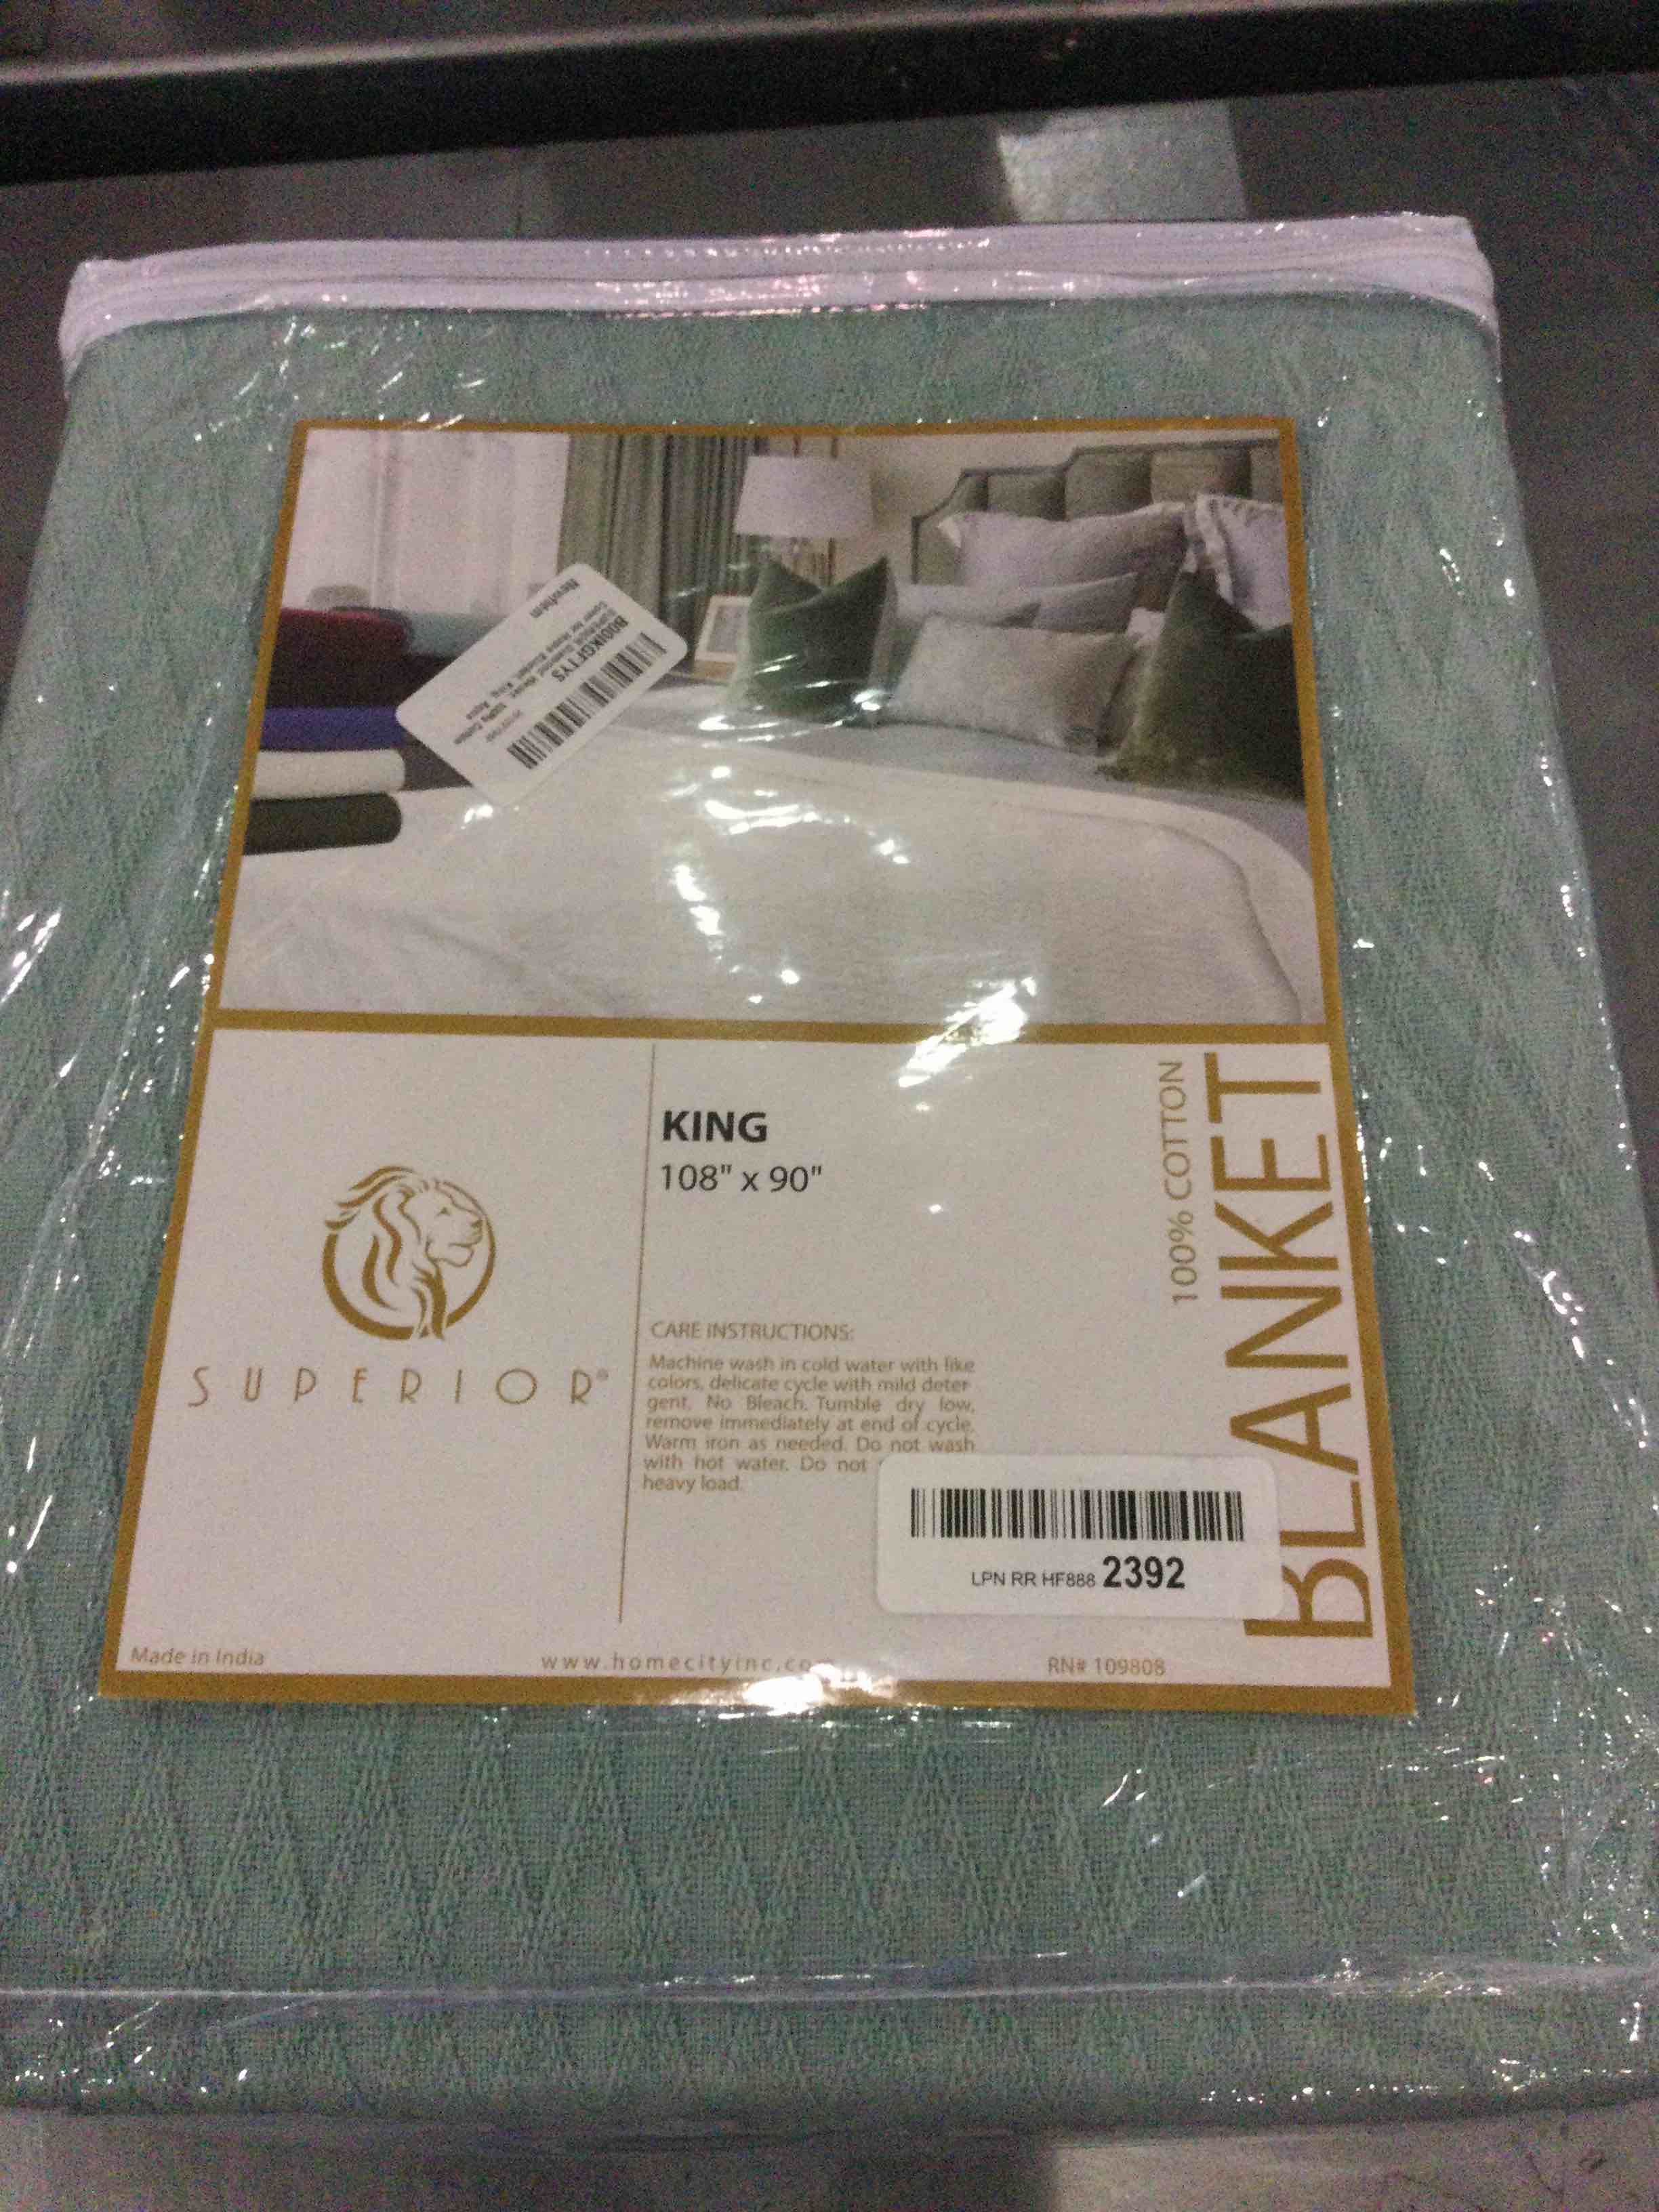 B00IKGFTYS
KING
108" x 90"
100% COTTON
BLANKET
SUPERIOR®
CARE INSTRUCTIONS:
Machine wash in cold water with like
colors, delicate cycle with mild deter
gent. No Bleach. Tumble dry low,
remove immediately at end of cycle.
Warm iron as needed. Do not wash
with hot water. Do not
heavy load.
LPN RR HF888 2392
Made in India
www.homecityinc.co
RN# 109808